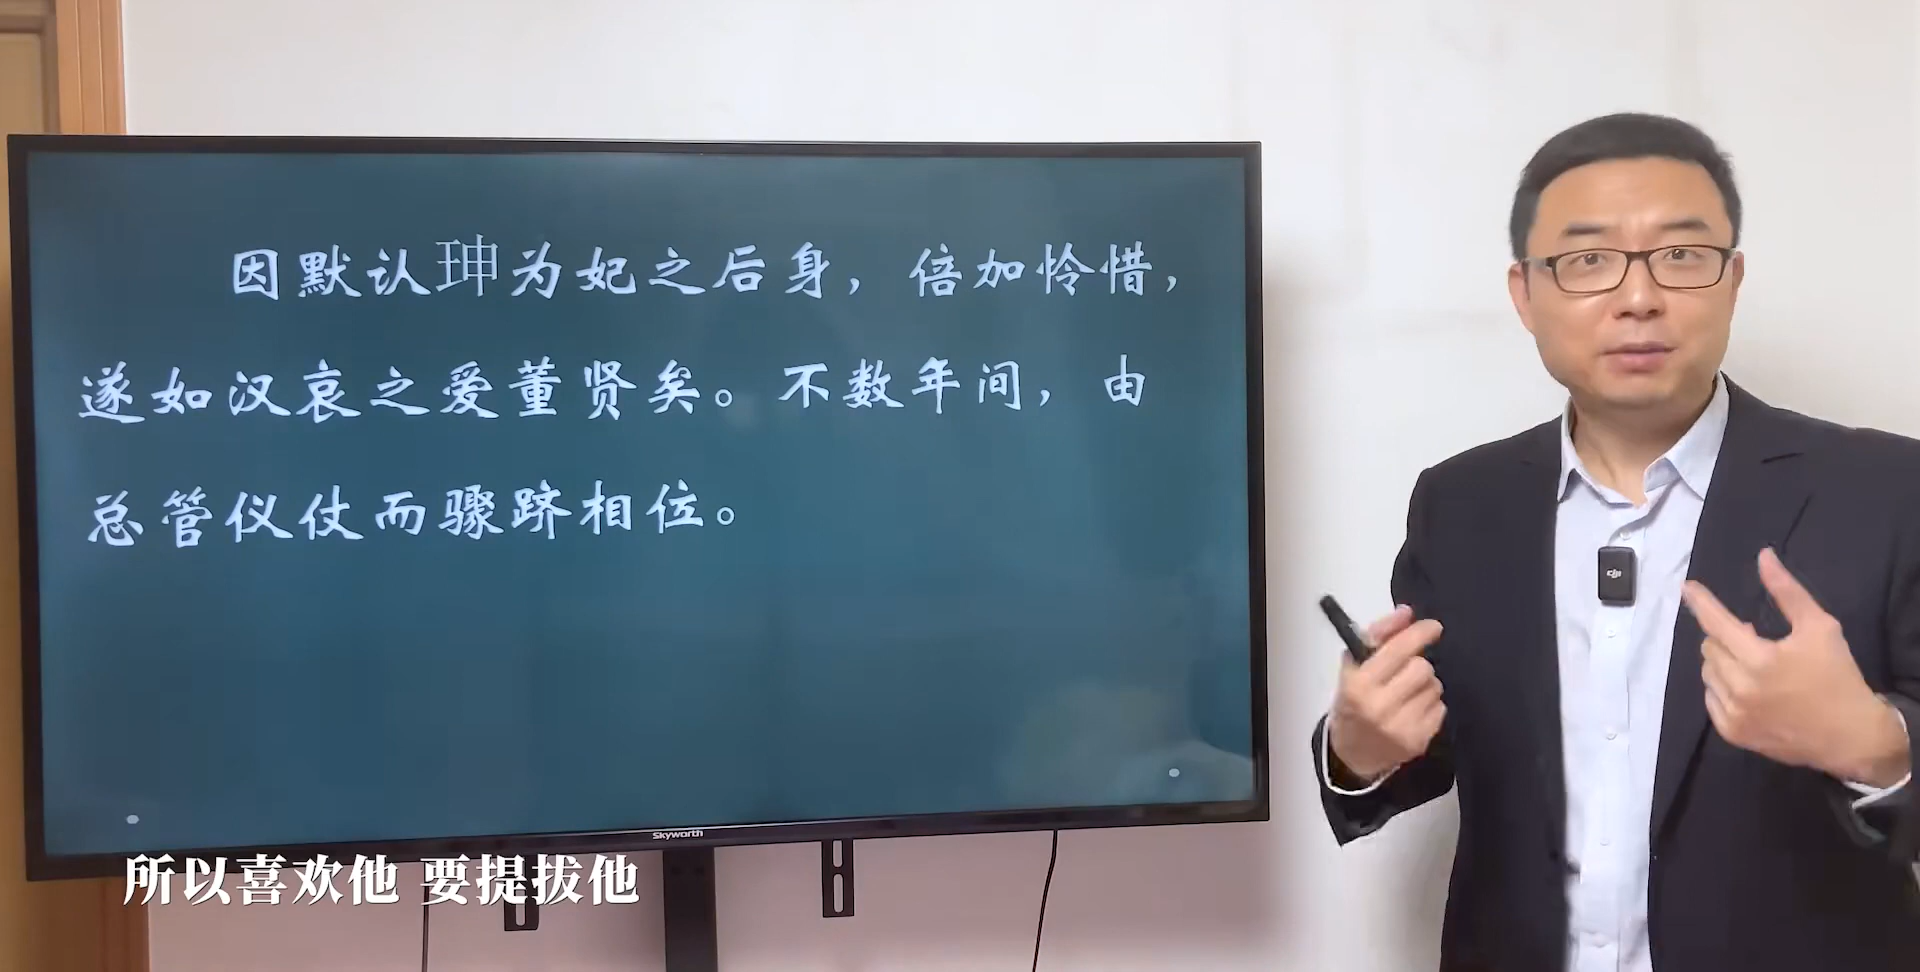 因默认珅为妃之后身，倍加怜惜，
遂如汉哀之爱董贤矣。不数年间，由
总管仪仗而骤跻相位。
Skyworth
dji
所以喜欢他 要提拔他